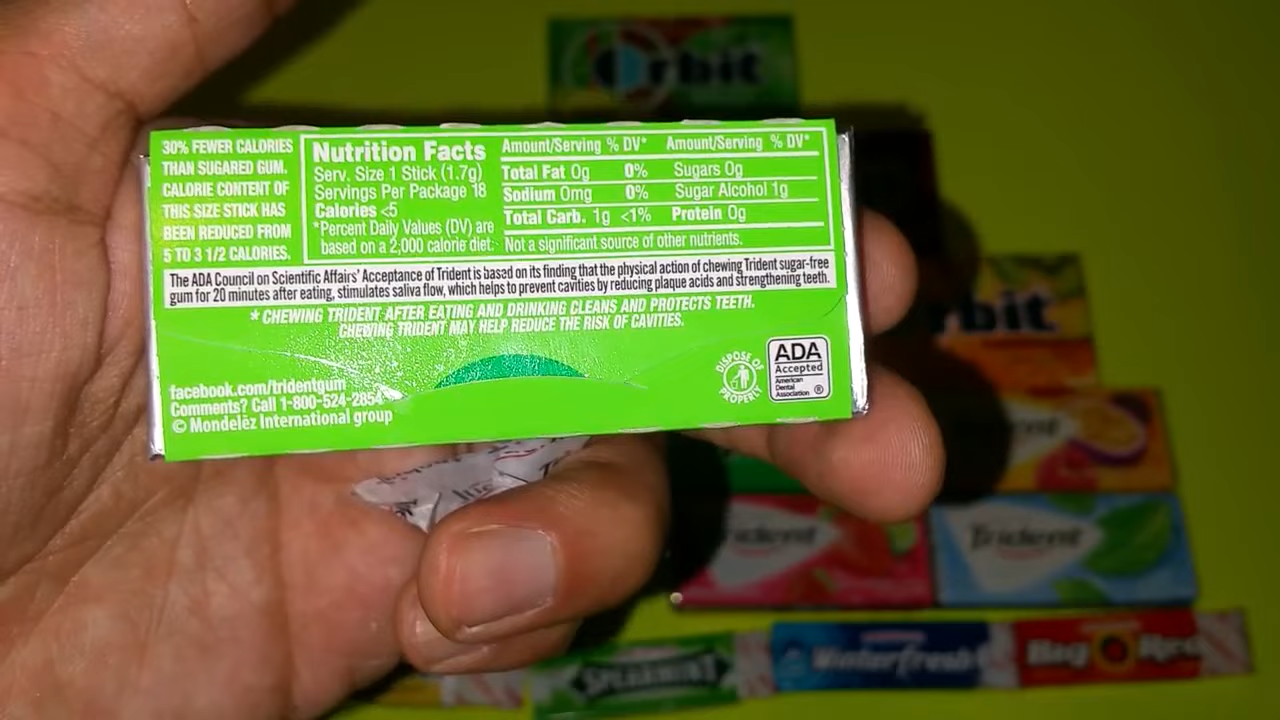 Orbit
30% FEWER CALORIES
THAN SUGARED GUM.
CALORIE CONTENT OF
THIS SIZE STICK HAS
BEEN REDUCED FROM
5 TO 3 1/2 CALORIES.
Nutrition Facts
Serv. Size 1 Stick (1.7g)
Servings Per Package 18
Calories <5
*Percent Daily Values (DV) are
based on a 2,000 calorie diet.
Amount/Serving % DV* Amount/Serving % DV*
Total Fat 0g 0% Sugars 0g
Sodium 0mg 0% Sugar Alcohol 1g
Total Carb. 1g <1% Protein 0g
Not a significant source of other nutrients.
The ADA Council on Scientific Affairs' Acceptance of Trident is based on its finding that the physical action of chewing Trident sugar-free
gum for 20 minutes after eating, stimulates saliva flow, which helps to prevent cavities by reducing plaque acids and strengthening teeth.
* CHEWING TRIDENT AFTER EATING AND DRINKING CLEANS AND PROTECTS TEETH.
CHEWING TRIDENT MAY HELP REDUCE THE RISK OF CAVITIES.
facebook.com/tridentgum
Comments? Call 1-800-524-2854
© Mondelēz International group
DISPOSE OF
PROPERLY
ADA
Accepted
American
Dental
Association ®
rbit
Trident
Trident
SPEARMINT
Winterfresh
Big Red